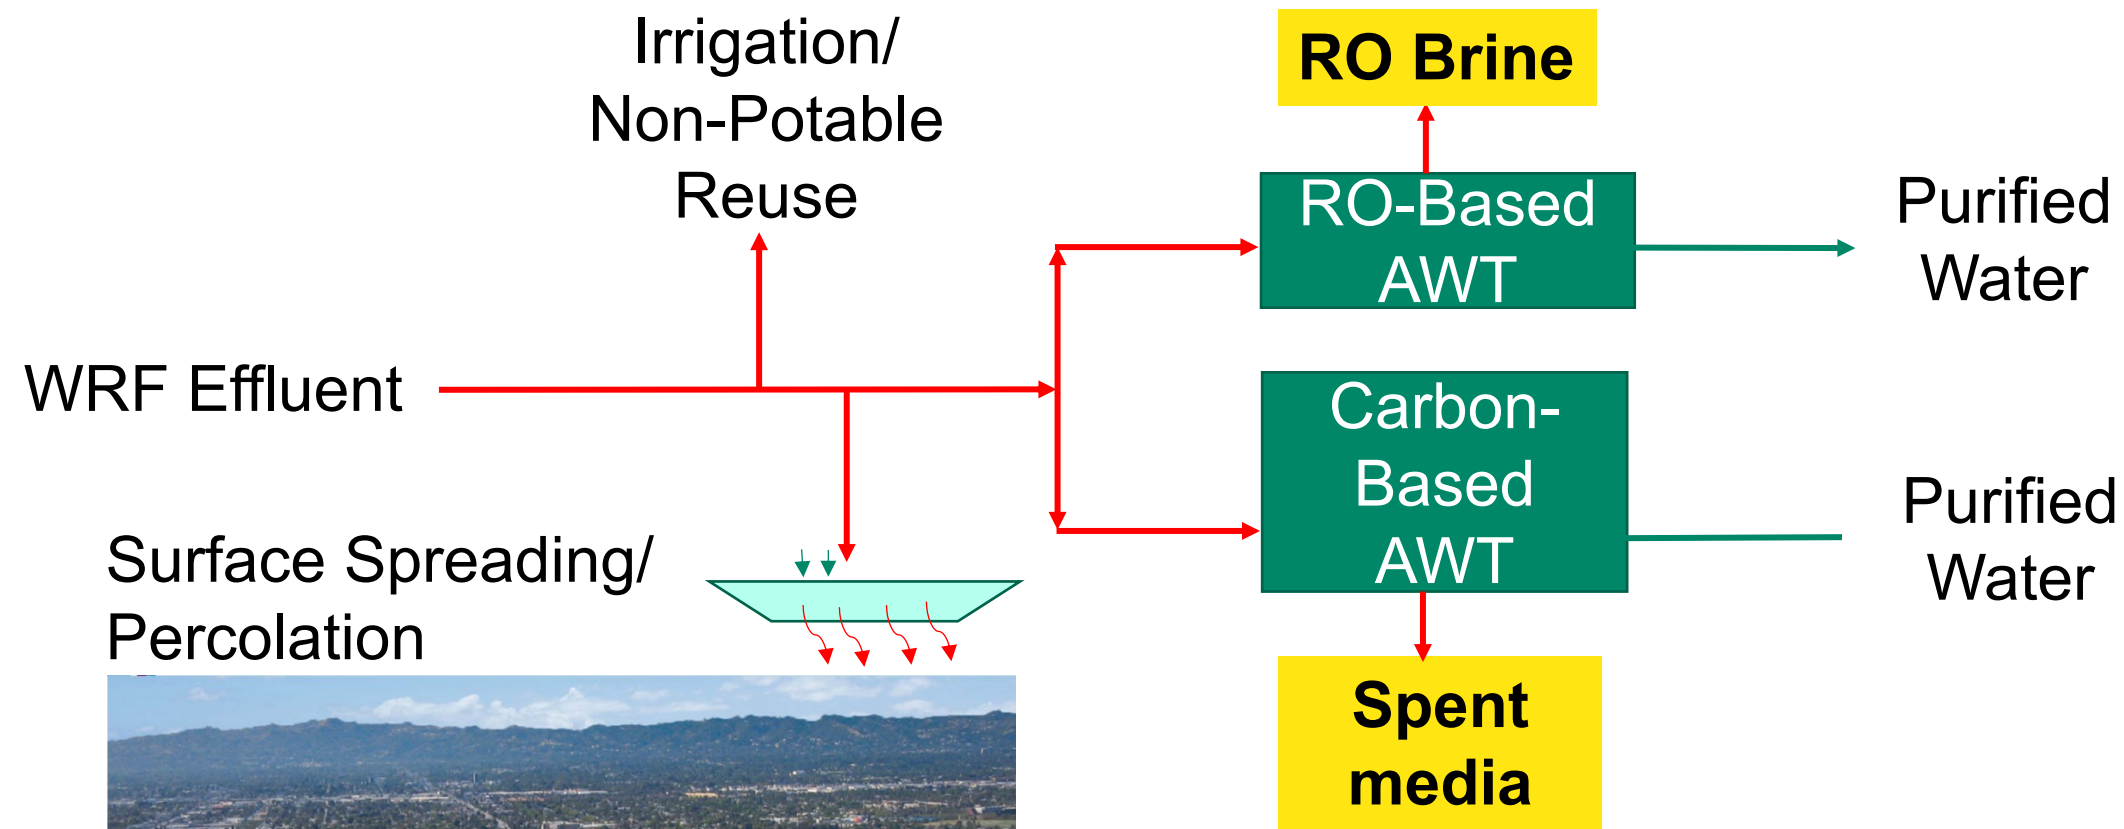 Irrigation/
Non-Potable
Reuse
RO Brine
RO-Based
AWT
Purified
Water
WRF Effluent
Carbon-
Based
AWT
Purified
Water
Surface Spreading/
Percolation
Spent
media